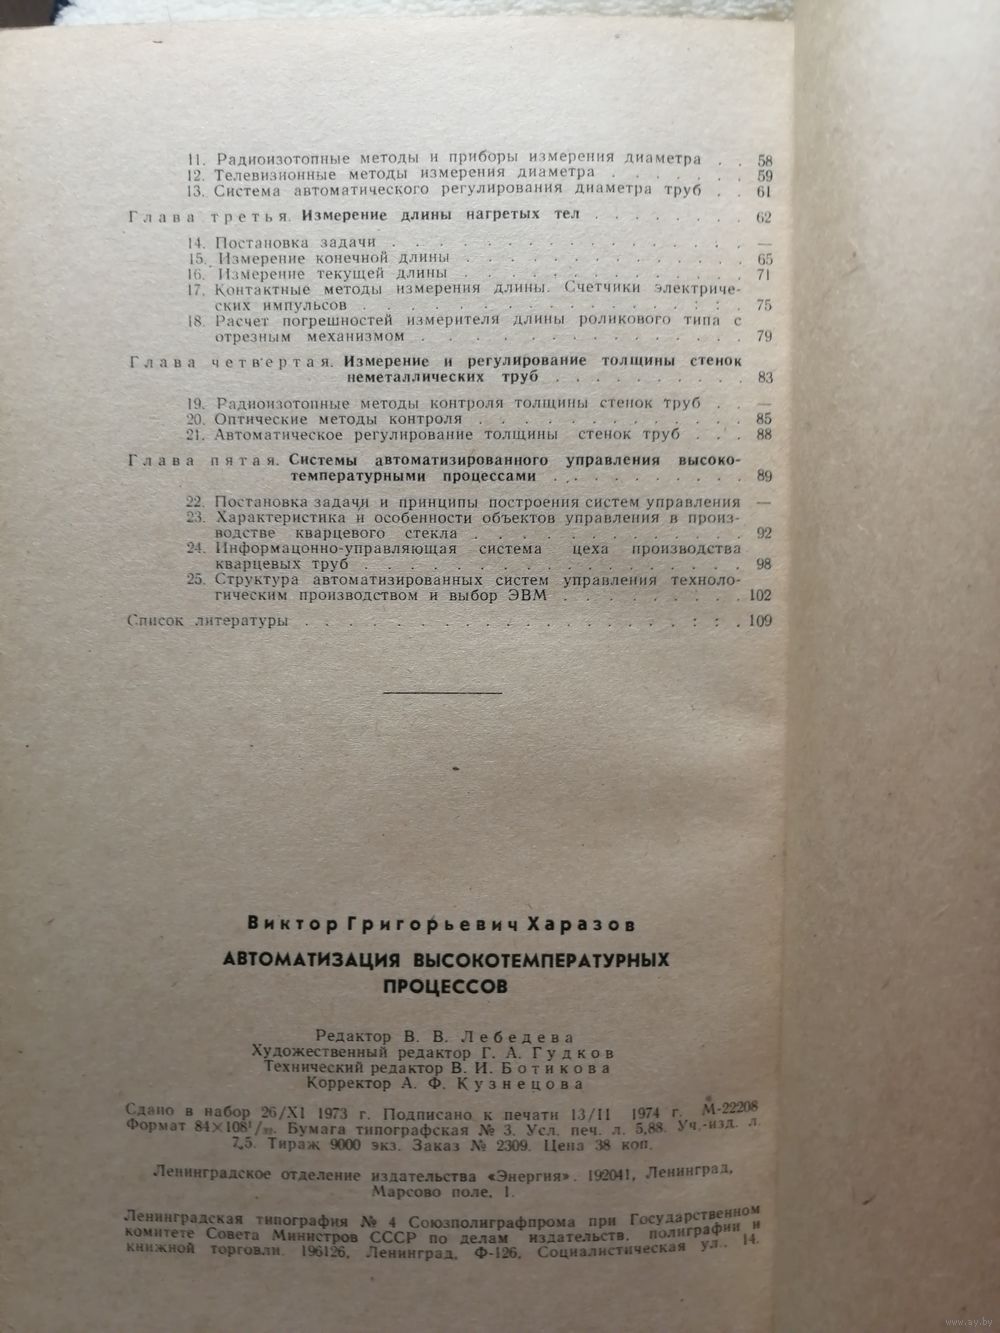 11. Радиоизотопные методы и приборы измерения диаметра . . 58
12. Телевизионные методы измерения диаметра . . . . . . . 59
13. Система автоматического регулирования диаметра труб . . 61
Глава третья. Измерение длины нагретых тел . . . . . . . . 62
14. Постановка задачи . . . . . . . . . . . . . . . . —
15. Измерение конечной длины . . . . . . . . . . . . . 65
16. Измерение текущей длины . . . . . . . . . . . . . 71
17. Контактные методы измерения длины. Счетчики электриче-
ских импульсов . . . . . . . . . . . . . . . : : . 75
18. Расчет погрешностей измерителя длины роликового типа с
отрезным механизмом . . . . . . . . . . . . . . . 79
Глава четвертая. Измерение и регулирование толщины стенок
неметаллических труб . . . . . . . . . . 83
19. Радиоизотопные методы контроля толщины стенок труб . . —
20. Оптические методы контроля . . . . . . . . . . . . . 85
21. Автоматическое регулирование толщины стенок труб . . . 88
Глава пятая. Системы автоматизированного управления высоко-
температурными процессами . . . . . . . . . . 89
22. Постановка задачи и принципы построения систем управления —
23. Характеристика и особенности объектов управления в произ-
водстве кварцевого стекла . . . . . . . . . . . . . 92
24. Информацонно-управляющая система цеха производства
кварцевых труб . . . . . . . . . . . . . . . . . 98
25. Структура автоматизированных систем управления техноло-
гическим производством и выбор ЭВМ . . . . . . . . . 102
Список литературы . . . . . . . . . . . . . . . . . . : : . 109
Виктор Григорьевич Харазов
АВТОМАТИЗАЦИЯ ВЫСОКОТЕМПЕРАТУРНЫХ
ПРОЦЕССОВ
Редактор В. В. Лебедева
Художественный редактор Г. А. Гудков
Технический редактор В. И. Ботикова
Корректор А. Ф. Кузнецова
Сдано в набор 26/XI 1973 г. Подписано к печати 13/II 1974 г. М-22208
Формат 84×108¹/₃₂. Бумага типографская № 3. Усл. печ. л. 5,88. Уч.-изд. л.
7,5. Тираж 9000 экз. Заказ № 2309. Цена 38 коп.
Ленинградское отделение издательства «Энергия». 192041, Ленинград,
Марсово поле, 1.
Ленинградская типография № 4 Союзполиграфпрома при Государственном
комитете Совета Министров СССР по делам издательств, полиграфии и
книжной торговли. 196126, Ленинград, Ф-126, Социалистическая ул., 14.
www.ay.by